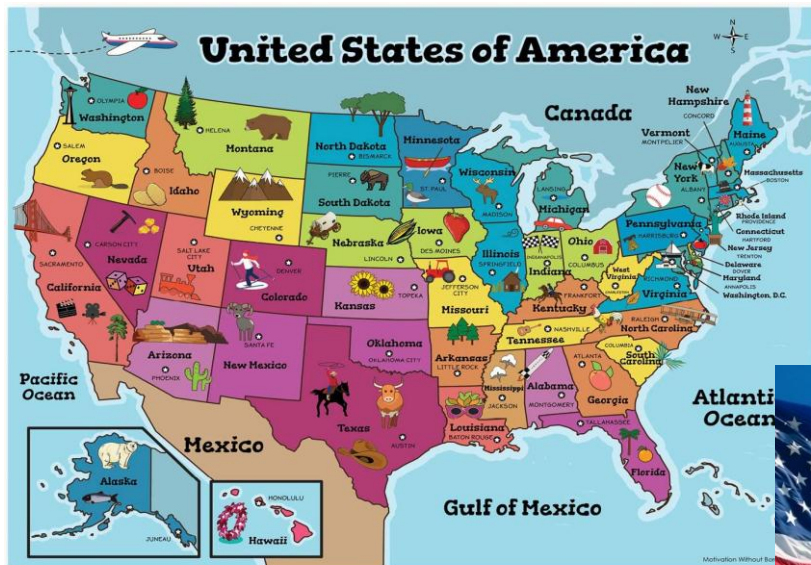 United States of America
N
W E
S
Canada
OLYMPIA
Washington
SALEM
Oregon
HELENA
Montana
BOISE
Idaho
North Dakota
BISMARCK
PIERRE
South Dakota
Minnesota
ST. PAUL
Wisconsin
MADISON
LANSING
Michigan
New
Hampshire
CONCORD
Vermont
MONTPELIER
Maine
AUGUSTA
New
York
ALBANY
Massachusetts
BOSTON
Rhode Island
PROVIDENCE
Connecticut
HARTFORD
New Jersey
TRENTON
Delaware
DOVER
Maryland
ANNAPOLIS
Washington, D.C.
Pennsylvania
HARRISBURG
Wyoming
CHEYENNE
Nebraska
LINCOLN
Iowa
DES MOINES
Illinois
SPRINGFIELD
INDIANAPOLIS
Indiana
Ohio
COLUMBUS
West
Virginia
CHARLESTON
RICHMOND
Virginia
CARSON CITY
Nevada
SALT LAKE
CITY
Utah
DENVER
Colorado
Kansas
TOPEKA
JEFFERSON
CITY
Missouri
FRANKFORT
Kentucky
SACRAMENTO
California
Arizona
PHOENIX
SANTA FE
New Mexico
Oklahoma
OKLAHOMA CITY
Arkansas
LITTLE ROCK
NASHVILLE
Tennessee
RALEIGH
North Carolina
COLUMBIA
South
Carolina
Mississippi
JACKSON
Alabama
MONTGOMERY
ATLANTA
Georgia
Texas
AUSTIN
Louisiana
BATON ROUGE
TALLAHASSEE
Florida
Pacific
Ocean
Atlanti
Ocean
Mexico
Gulf of Mexico
Alaska
JUNEAU
HONOLULU
Hawaii
Motivation Without Bo